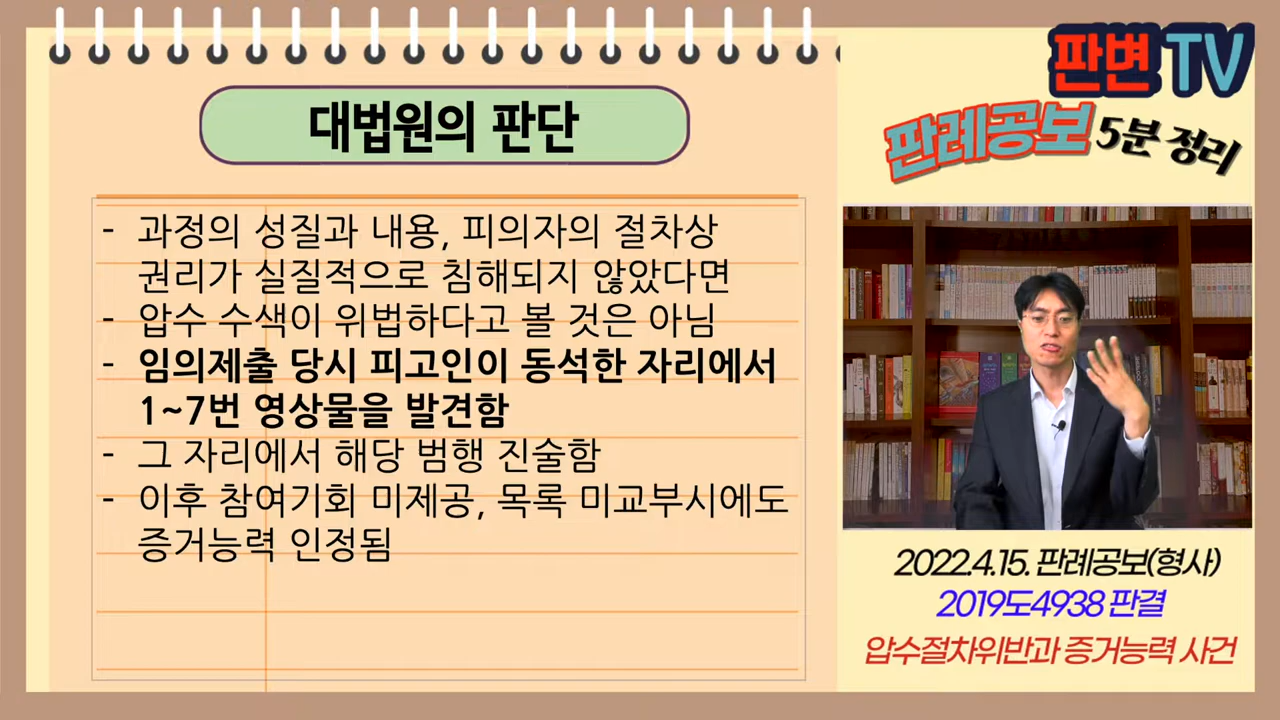 대법원의 판단
- 과정의 성질과 내용, 피의자의 절차상
권리가 실질적으로 침해되지 않았다면
- 압수 수색이 위법하다고 볼 것은 아님
- 임의제출 당시 피고인이 동석한 자리에서
1~7번 영상물을 발견함
- 그 자리에서 해당 범행 진술함
- 이후 참여기회 미제공, 목록 미교부시에도
증거능력 인정됨
판변 TV
판례공보 5분 정리
2022.4.15. 판례공보(형사)
2019도4938 판결
압수절차위반과 증거능력 사건